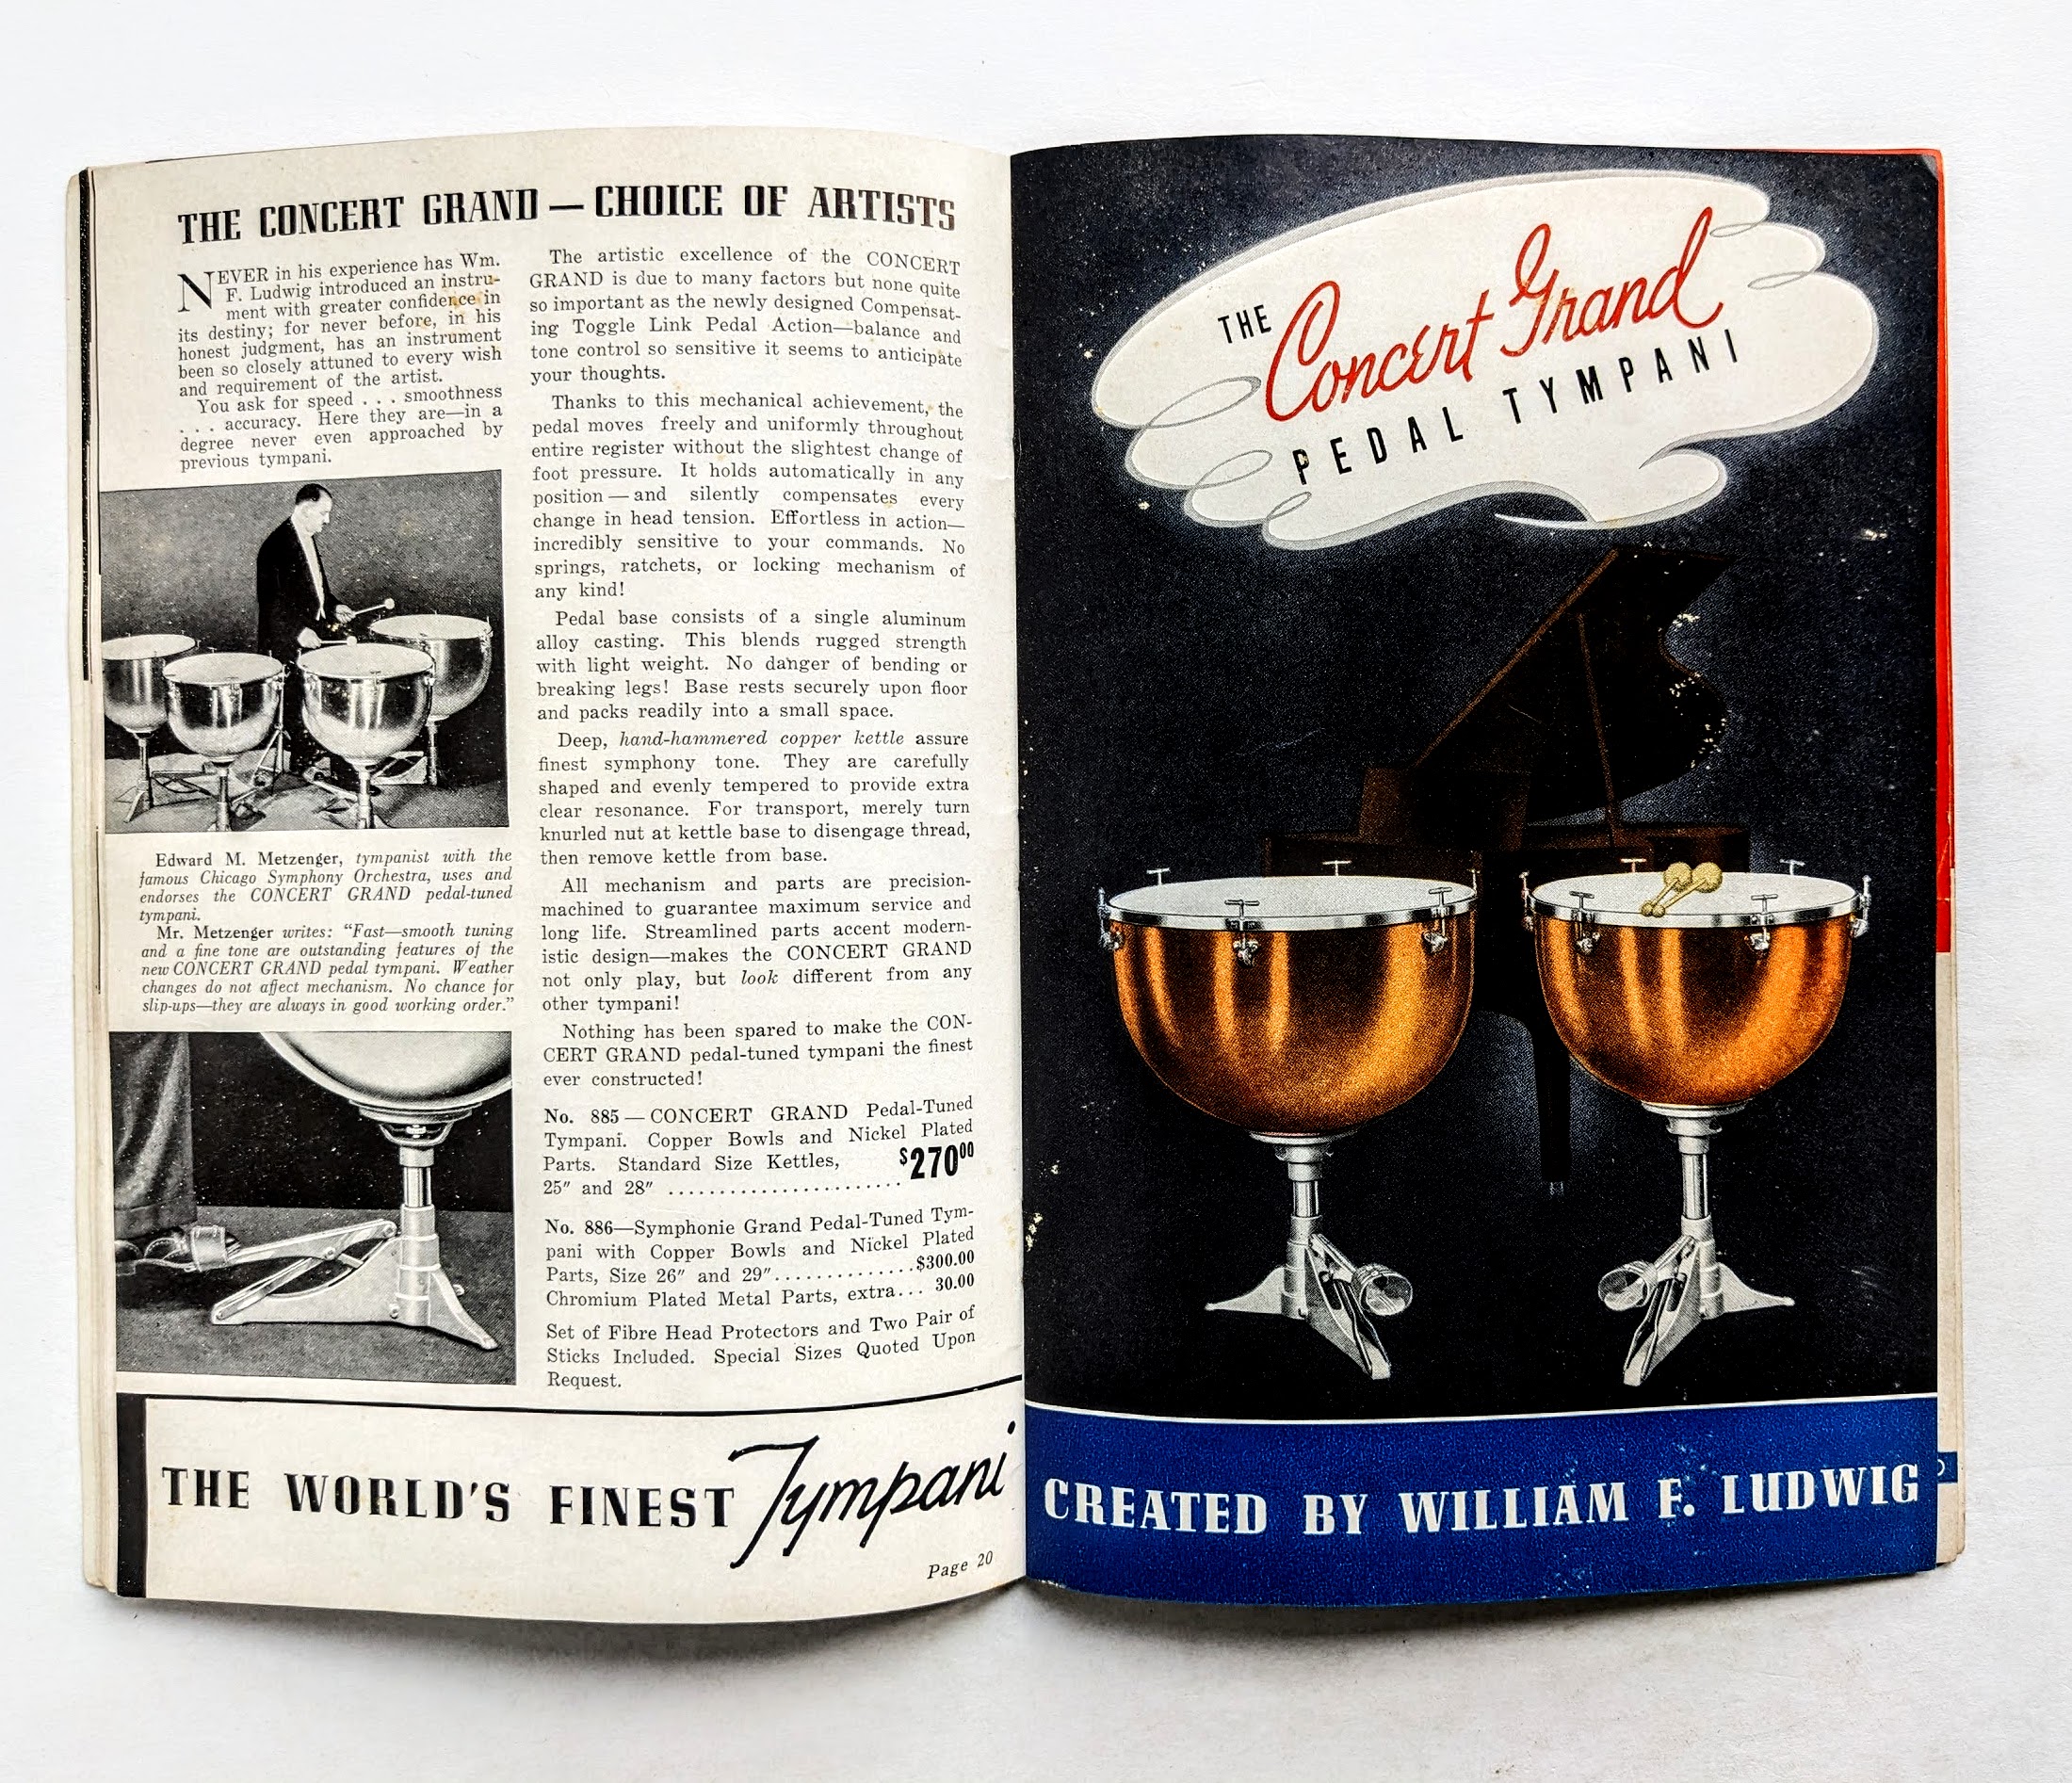 THE CONCERT GRAND — CHOICE OF ARTISTS
NEVER in his experience has Wm.
F. Ludwig introduced an instru-
ment with greater confidence in
its destiny; for never before, in his
honest judgment, has an instrument
been so closely attuned to every wish
and requirement of the artist.
You ask for speed . . . smoothness
. . . accuracy. Here they are—in a
degree never even approached by
previous tympani.
Edward M. Metzenger, tympanist with the
famous Chicago Symphony Orchestra, uses and
endorses the CONCERT GRAND pedal-tuned
tympani.
Mr. Metzenger writes: "Fast—smooth tuning
and a fine tone are outstanding features of the
new CONCERT GRAND pedal tympani. Weather
changes do not affect mechanism. No chance for
slip-ups—they are always in good working order."
The artistic excellence of the CONCERT
GRAND is due to many factors but none quite
so important as the newly designed Compensat-
ing Toggle Link Pedal Action—balance and
tone control so sensitive it seems to anticipate
your thoughts.
Thanks to this mechanical achievement, the
pedal moves freely and uniformly throughout
entire register without the slightest change of
foot pressure. It holds automatically in any
position — and silently compensates every
change in head tension. Effortless in action—
incredibly sensitive to your commands. No
springs, ratchets, or locking mechanism of
any kind!
Pedal base consists of a single aluminum
alloy casting. This blends rugged strength
with light weight. No danger of bending or
breaking legs! Base rests securely upon floor
and packs readily into a small space.
Deep, hand-hammered copper kettle assure
finest symphony tone. They are carefully
shaped and evenly tempered to provide extra
clear resonance. For transport, merely turn
knurled nut at kettle base to disengage thread,
then remove kettle from base.
All mechanism and parts are precision-
machined to guarantee maximum service and
long life. Streamlined parts accent modern-
istic design—makes the CONCERT GRAND
not only play, but look different from any
other tympani!
Nothing has been spared to make the CON-
CERT GRAND pedal-tuned tympani the finest
ever constructed!
No. 885 — CONCERT GRAND Pedal-Tuned
Tympani. Copper Bowls and Nickel Plated
Parts. Standard Size Kettles,
25" and 28" ....................... $270.00
No. 886—Symphonie Grand Pedal-Tuned Tym-
pani with Copper Bowls and Nickel Plated
Parts, Size 26" and 29"..............$300.00
Chromium Plated Metal Parts, extra... 30.00
Set of Fibre Head Protectors and Two Pair of
Sticks Included. Special Sizes Quoted Upon
Request.
THE WORLD'S FINEST Tympani
Page 20
THE Concert Grand
PEDAL TYMPANI
CREATED BY WILLIAM F. LUDWIG